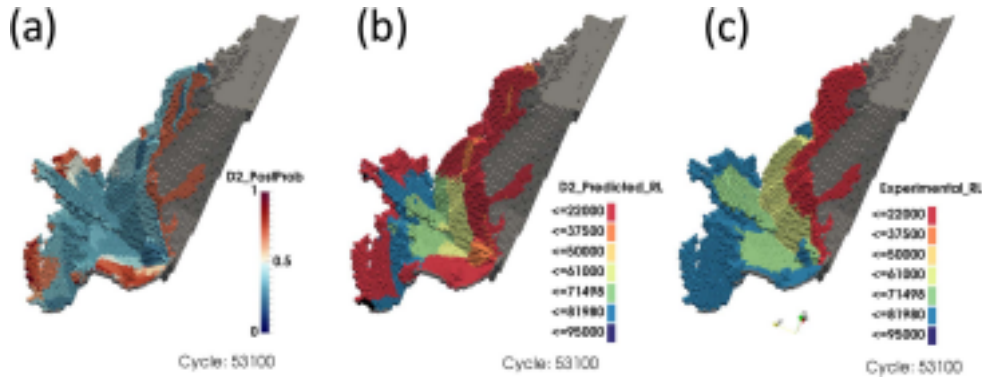 (a)
(b)
(c)
D2_PostProb
1
0.5
0
D2_Predicted_RL
<=22000
<=37500
<=50000
<=61000
<=71498
<=81980
<=95000
Experimental_RL
<=22000
<=37500
<=50000
<=61000
<=71498
<=81980
<=95000
Cycle: 53100
Cycle: 53100
Cycle: 53100